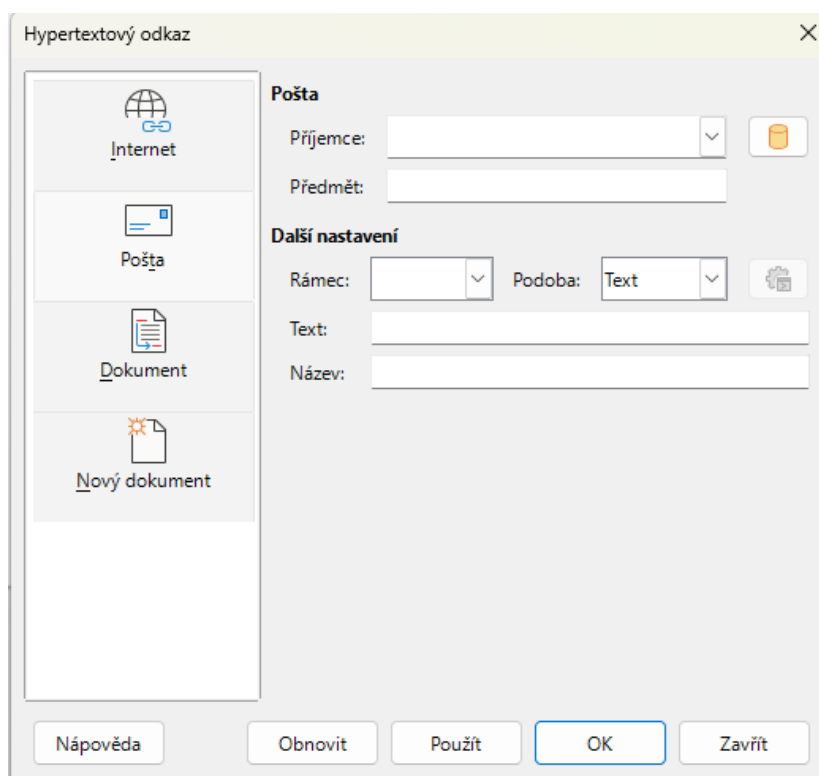 Hypertextový odkaz
Internet
Pošta
Dokument
Nový dokument
Pošta
Příjemce:
Předmět:
Další nastavení
Rámec: Podoba: Text
Text:
Název:
Nápověda Obnovit Použít OK Zavřít